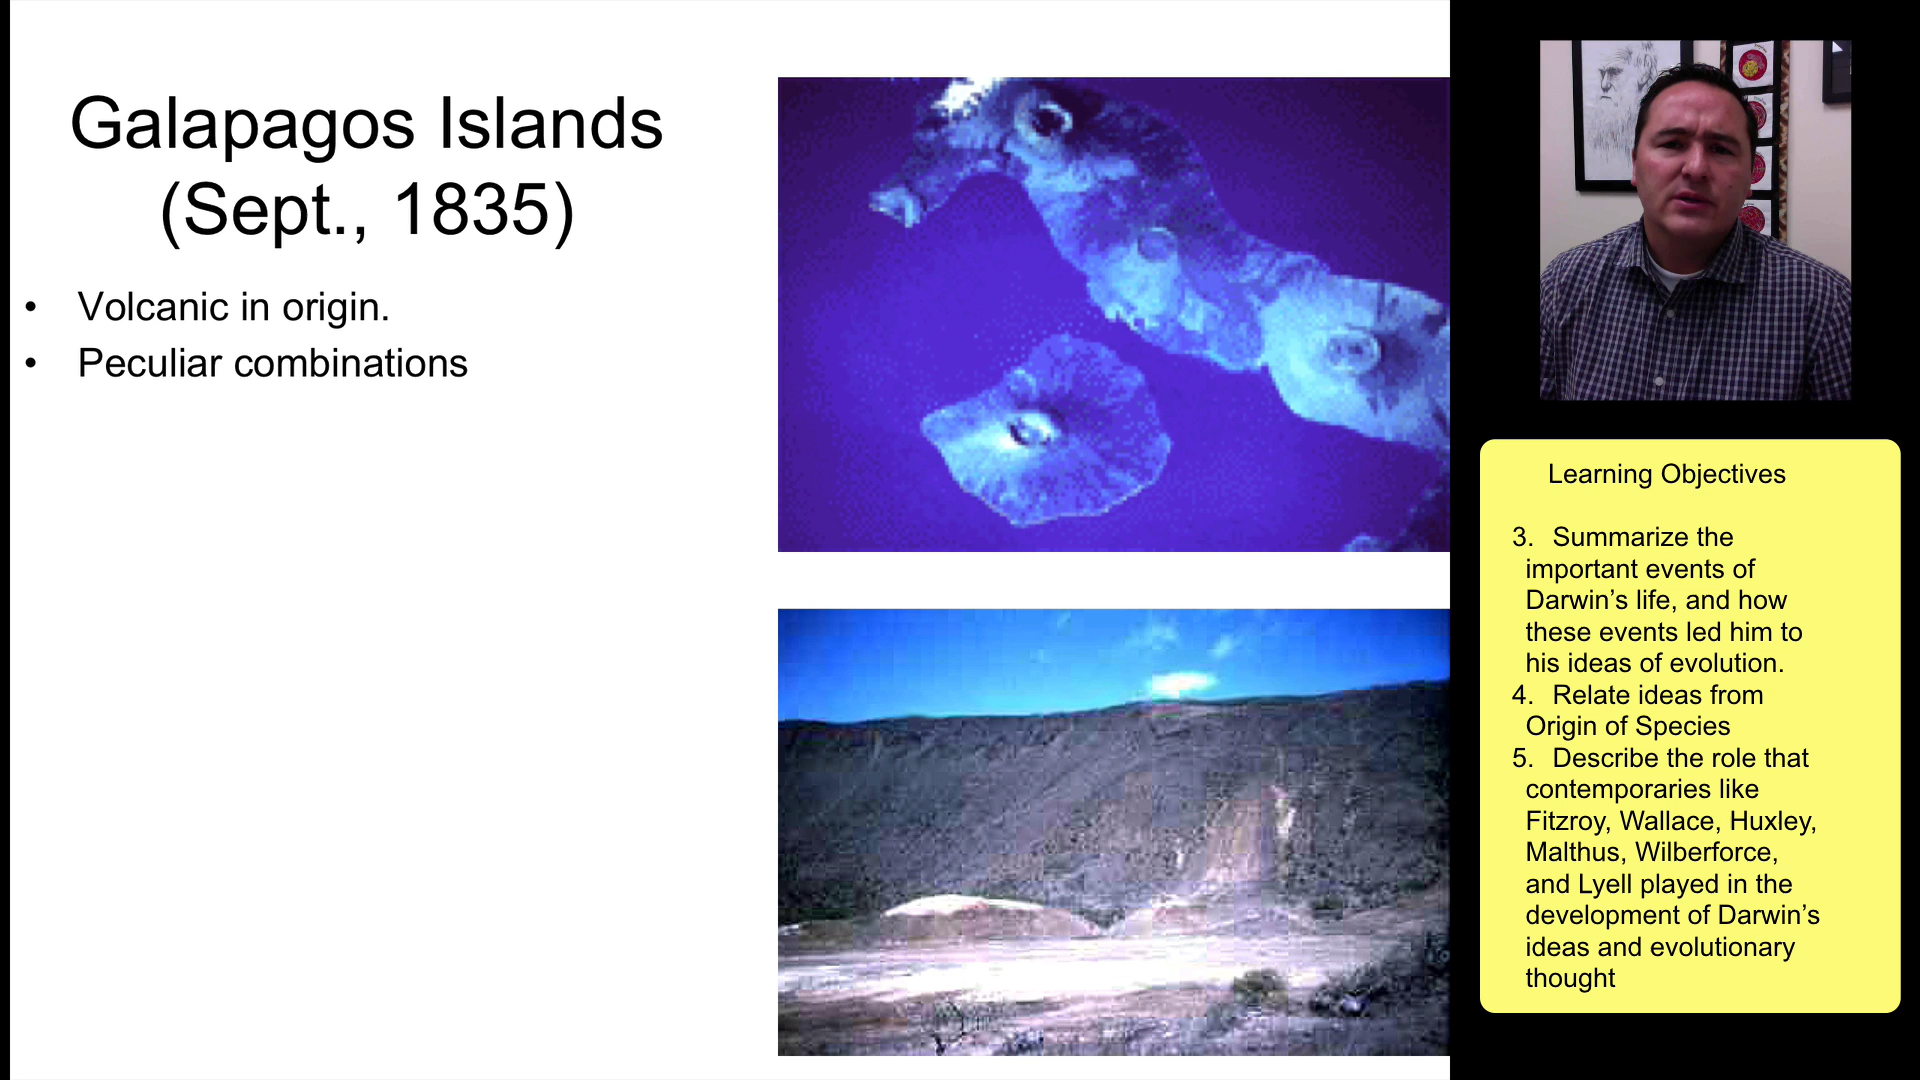 Galapagos Islands
(Sept., 1835)
• Volcanic in origin.
• Peculiar combinations
Learning Objectives
3. Summarize the
important events of
Darwin’s life, and how
these events led him to
his ideas of evolution.
4. Relate ideas from
Origin of Species
5. Describe the role that
contemporaries like
Fitzroy, Wallace, Huxley,
Malthus, Wilberforce,
and Lyell played in the
development of Darwin’s
ideas and evolutionary
thought